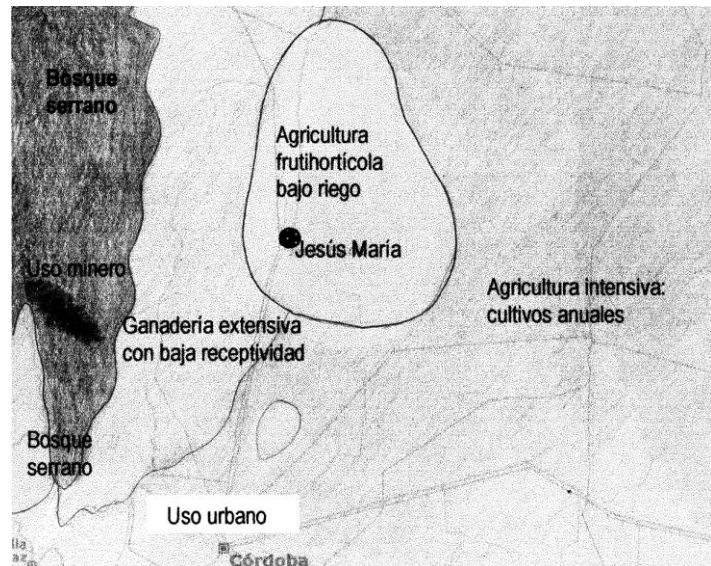 Bosque
serrano
Agricultura
frutihortícola
bajo riego
Jesús María
Uso minero
Agricultura intensiva:
cultivos anuales
Ganadería extensiva
con baja receptividad
Bosque
serrano
Uso urbano
Córdoba